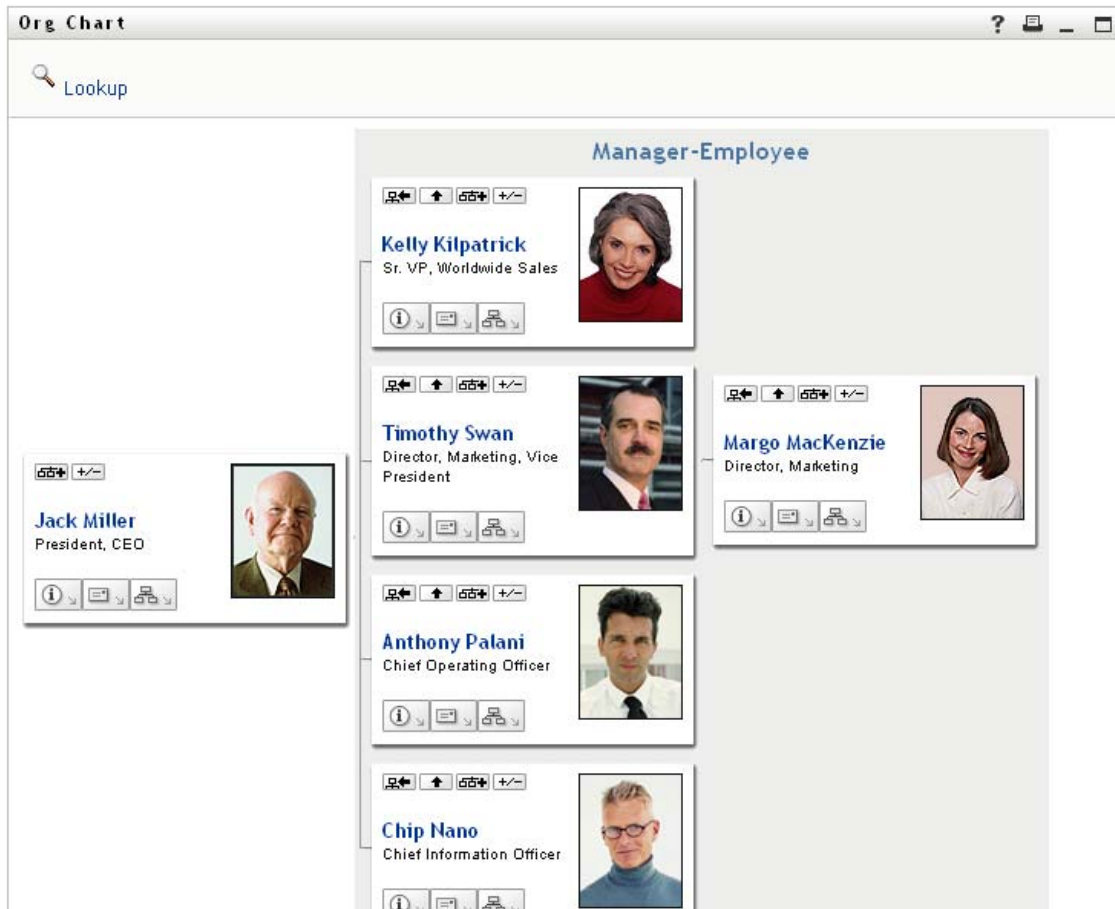 Org Chart
?
Lookup
Manager-Employee
+/-
Kelly Kilpatrick
Sr. VP, Worldwide Sales
+/-
Timothy Swan
Director, Marketing, Vice
President
+/-
Margo MacKenzie
Director, Marketing
+/-
Jack Miller
President, CEO
+/-
Anthony Palani
Chief Operating Officer
+/-
Chip Nano
Chief Information Officer